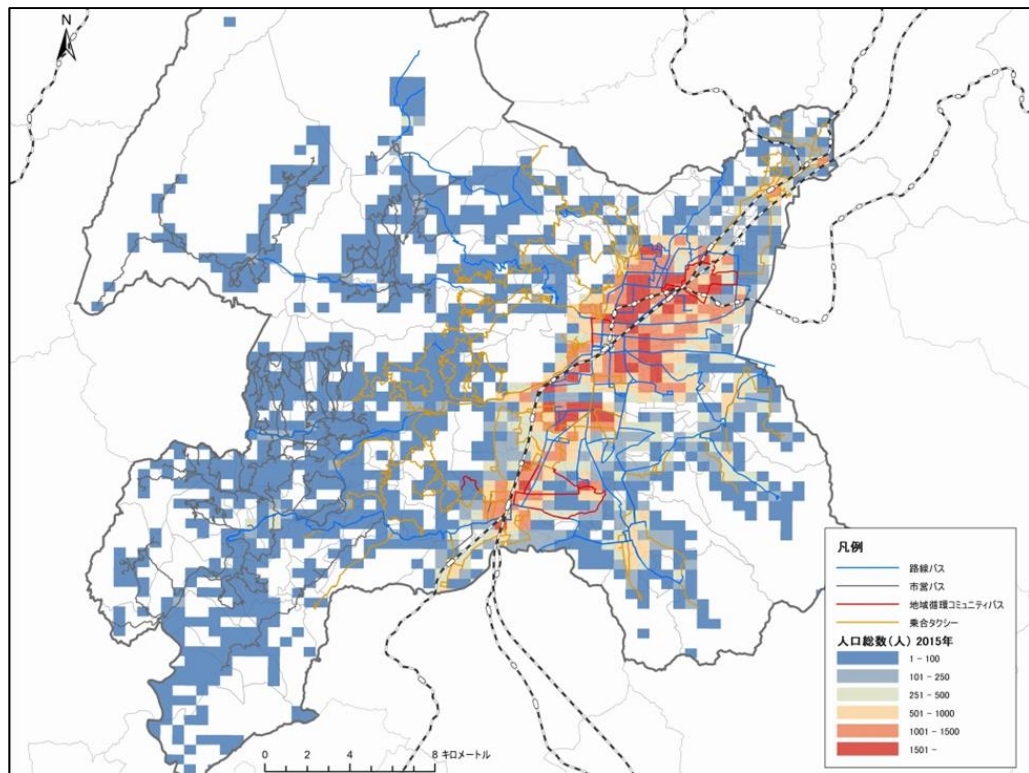 N
凡例
路線バス
市営バス
地域循環コミュニティバス
乗合タクシー
人口総数(人) 2015年
1 - 100
101 - 250
251 - 500
501 - 1000
1001 - 1500
1501 -
0 2 4 8 キロメートル